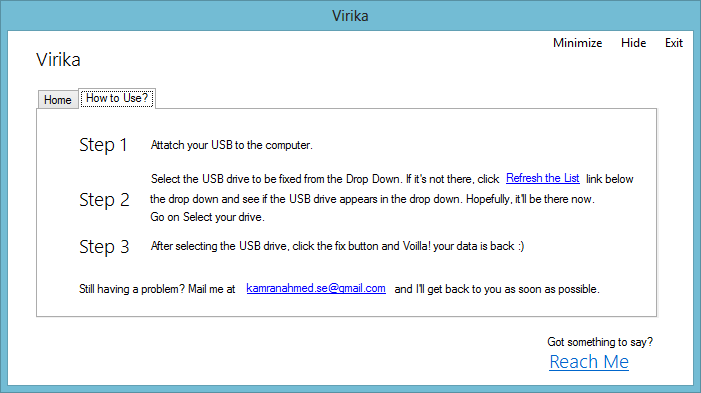 Virika
Minimize Hide Exit
Virika
Home How to Use?
Step 1 Attatch your USB to the computer.
Select the USB drive to be fixed from the Drop Down. If it's not there, click Refresh the List link below
Step 2 the drop down and see if the USB drive appears in the drop down. Hopefully, it'll be there now.
Go on Select your drive.
Step 3 After selecting the USB drive, click the fix button and Voilla! your data is back :)
Still having a problem? Mail me at kamranahmed.se@gmail.com and I'll get back to you as soon as possible.
Got something to say?
Reach Me